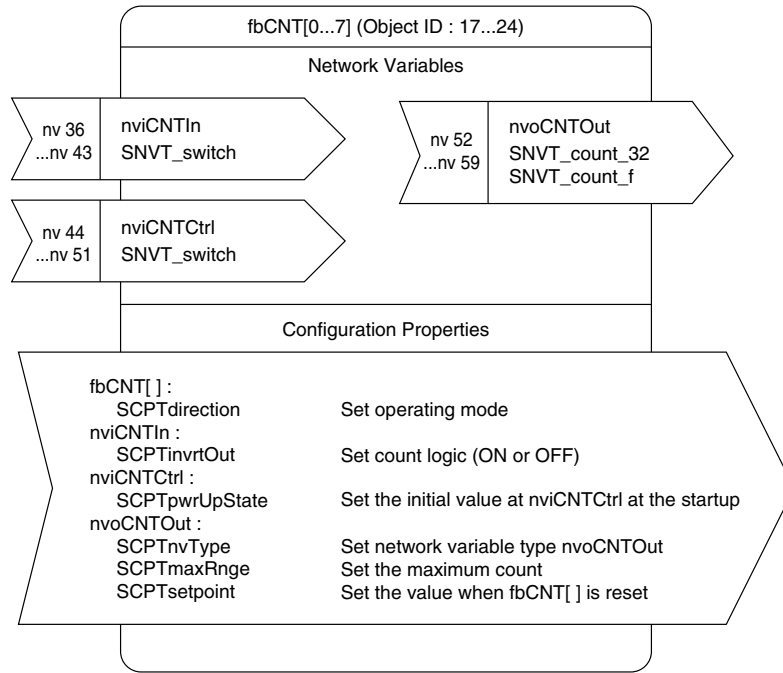 fbCNT[0...7] (Object ID : 17...24)
Network Variables
nv 36
...nv 43
nviCNTIn
SNVT_switch
nv 52
...nv 59
nvoCNTOut
SNVT_count_32
SNVT_count_f
nv 44
...nv 51
nviCNTCtrl
SNVT_switch
Configuration Properties
fbCNT[ ] :
SCPTdirection Set operating mode
nviCNTIn :
SCPTinvrtOut Set count logic (ON or OFF)
nviCNTCtrl :
SCPTpwrUpState Set the initial value at nviCNTCtrl at the startup
nvoCNTOut :
SCPTnvType Set network variable type nvoCNTOut
SCPTmaxRnge Set the maximum count
SCPTsetpoint Set the value when fbCNT[ ] is reset